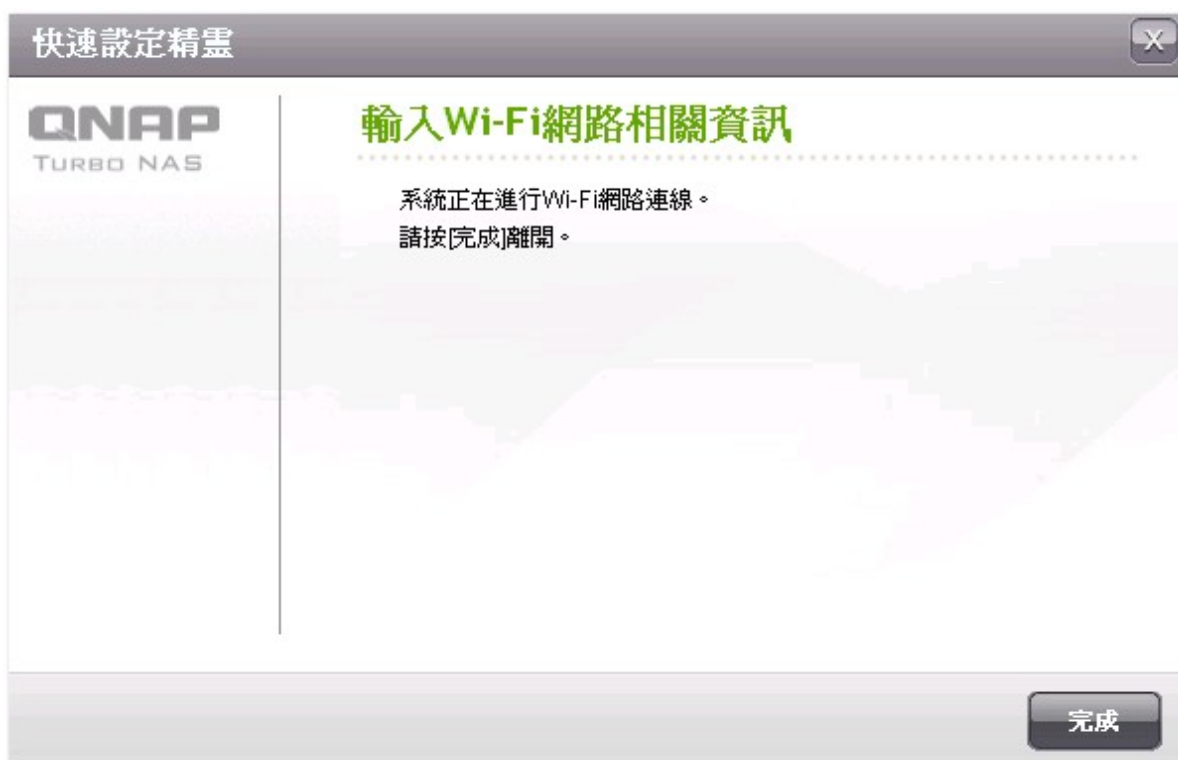 快速設定精靈
X
QNAP
TURBO NAS
輸入Wi-Fi網路相關資訊
系統正在進行Wi-Fi網路連線。
請按[完成]離開。
完成